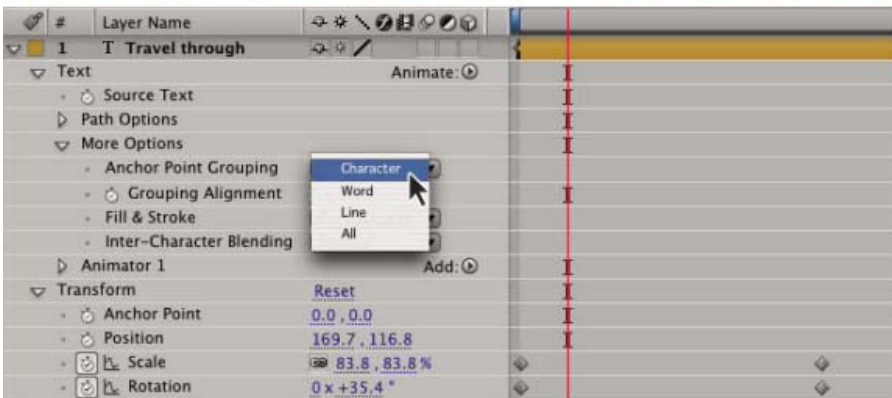 # Layer Name
1 T Travel through
Text Animate:
Source Text
Path Options
More Options
Anchor Point Grouping Character
Word
Grouping Alignment
Line
Fill & Stroke
All
Inter-Character Blending
Animator 1 Add:
Transform Reset
Anchor Point 0.0 , 0.0
Position 169.7 , 116.8
Scale 83.8 , 83.8 %
Rotation 0 x +35.4 °